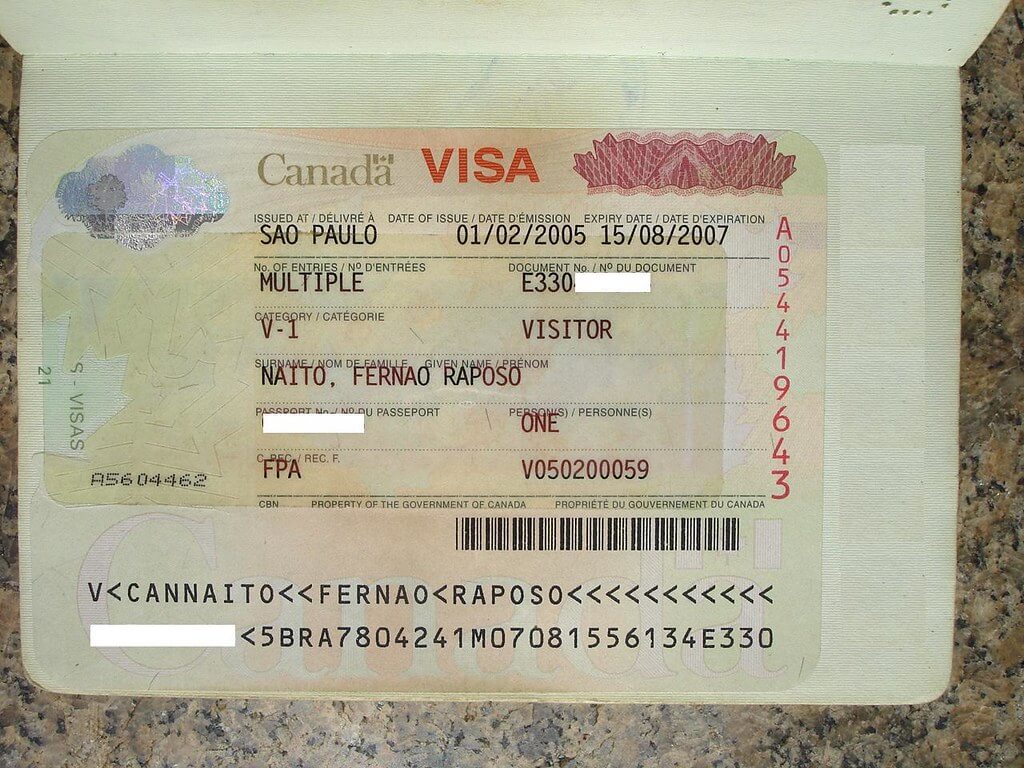 Canada VISA
ISSUED AT / DÉLIVRÉ À DATE OF ISSUE / DATE D'ÉMISSION EXPIRY DATE / DATE D'EXPIRATION
SAO PAULO 01/02/2005 15/08/2007
No. OF ENTRIES / Nº D'ENTRÉES DOCUMENT No. / Nº DU DOCUMENT
MULTIPLE E330
CATEGORY / CATÉGORIE
V-1 VISITOR
SURNAME / NOM DE FAMILLE GIVEN NAME / PRÉNOM
NAITO, FERNAO RAPOSO
PASSPORT No. / Nº DU PASSEPORT PERSON(S) / PERSONNE(S)
ONE
C. REC. / REC. F.
FPA V050200059
CBN PROPERTY OF THE GOVERNMENT OF CANADA PROPRIÉTÉ DU GOUVERNEMENT DU CANADA
A054419643
S - VISAS
21
A5604462
Canada
V<CANNAITO<<FERNAO<RAPOSO<<<<<<<<<<<
<5BRA7804241M07081556134E330